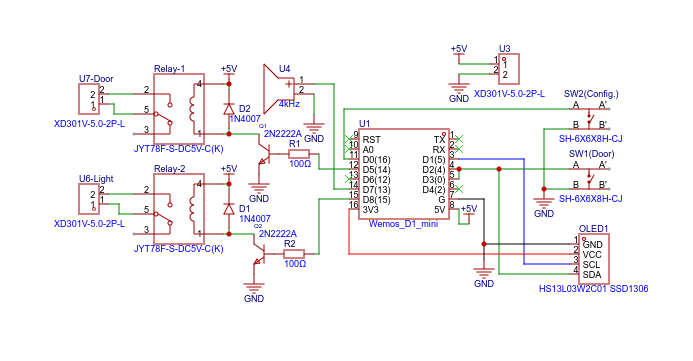 U7-Door
2
1
XD301V-5.0-2P-L
Relay-1
2
5
3
4
1
JYT78F-S-DC5V-C(K)
+5V
D2
1N4007
Q1
2N2222A
GND
R1
100Ω
U4
1
2
4kHz
GND
+5V
U3
1
2
1
2
GND
XD301V-5.0-2P-L
SW2(Config.)
A A'
B B'
SH-6X6X8H-CJ
SW1(Door)
A A'
B B'
SH-6X6X8H-CJ
GND
U1
9 RST TX 1
10 A0 RX 2
11 D0(16) D1(5) 3
12 D5(14) D2(4) 4
13 D6(12) D3(0) 5
14 D7(13) D4(2) 6
15 D8(15) G 7
16 3V3 5V 8
Wemos_D1_mini
+5V
GND
U6-Light
2
1
XD301V-5.0-2P-L
Relay-2
2
5
3
4
1
JYT78F-S-DC5V-C(K)
+5V
D1
1N4007
Q2
2N2222A
GND
R2
100Ω
OLED1
1 GND
2 VCC
3 SCL
4 SDA
HS13L03W2C01 SSD1306